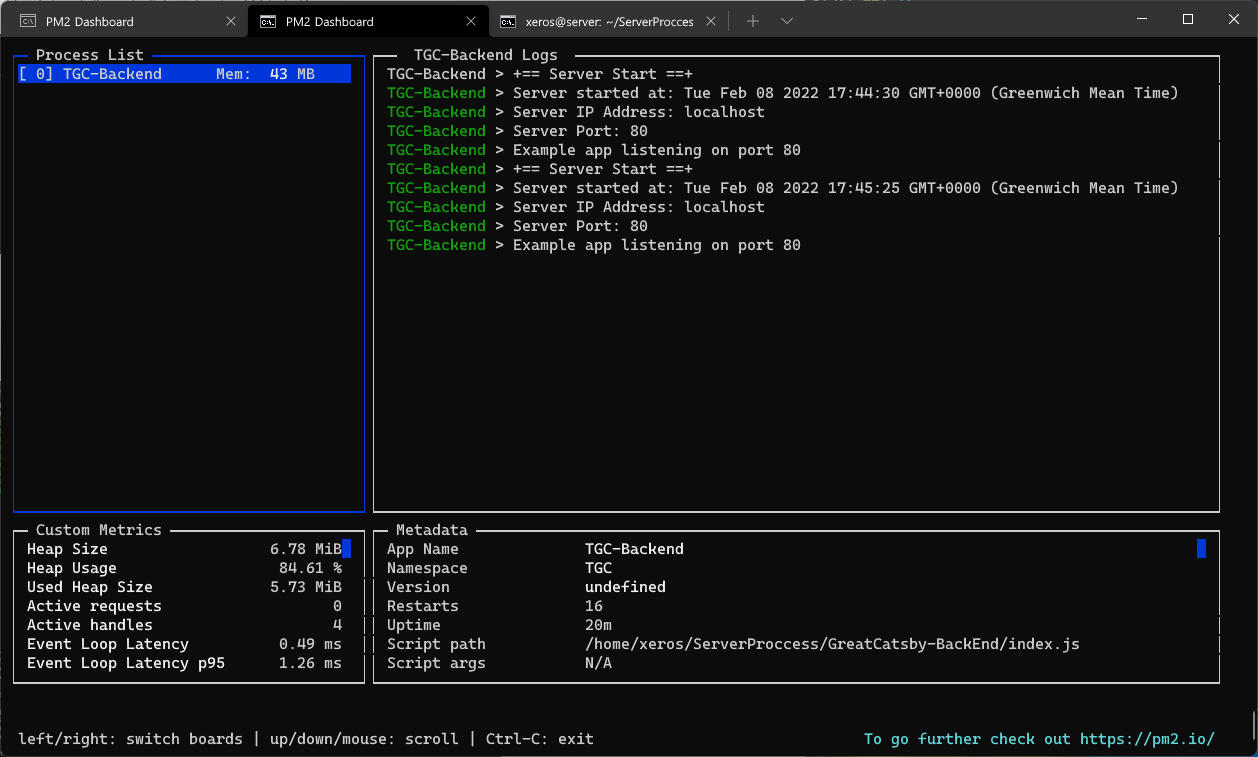 PM2 Dashboard
PM2 Dashboard
xeros@server: ~/ServerProcces
Process List
[ 0] TGC-Backend Mem: 43 MB
TGC-Backend Logs
TGC-Backend > +== Server Start ==+
TGC-Backend > Server started at: Tue Feb 08 2022 17:44:30 GMT+0000 (Greenwich Mean Time)
TGC-Backend > Server IP Address: localhost
TGC-Backend > Server Port: 80
TGC-Backend > Example app listening on port 80
TGC-Backend > +== Server Start ==+
TGC-Backend > Server started at: Tue Feb 08 2022 17:45:25 GMT+0000 (Greenwich Mean Time)
TGC-Backend > Server IP Address: localhost
TGC-Backend > Server Port: 80
TGC-Backend > Example app listening on port 80
Custom Metrics
Heap Size 6.78 MiB
Heap Usage 84.61 %
Used Heap Size 5.73 MiB
Active requests 0
Active handles 4
Event Loop Latency 0.49 ms
Event Loop Latency p95 1.26 ms
Metadata
App Name TGC-Backend
Namespace TGC
Version undefined
Restarts 16
Uptime 20m
Script path /home/xeros/ServerProccess/GreatCatsby-BackEnd/index.js
Script args N/A
left/right: switch boards | up/down/mouse: scroll | Ctrl-C: exit
To go further check out https://pm2.io/